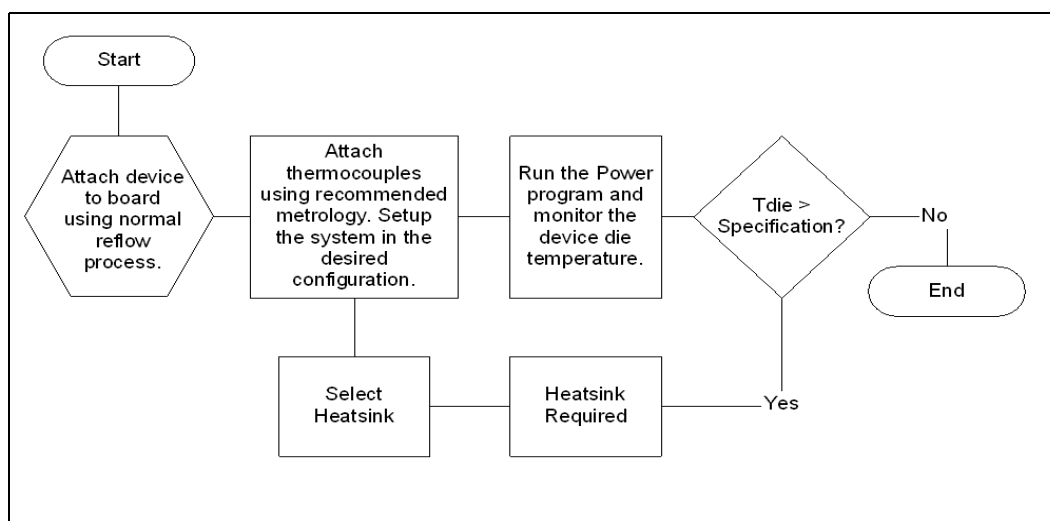 Start
Attach device
to board
using normal
reflow
process.
Attach
thermocouples
using recommended
metrology. Setup
the system in the
desired
configuration.
Run the Power
program and
monitor the
device die
temperature.
Tdie >
Specification?
No
End
Yes
Heatsink
Required
Select
Heatsink